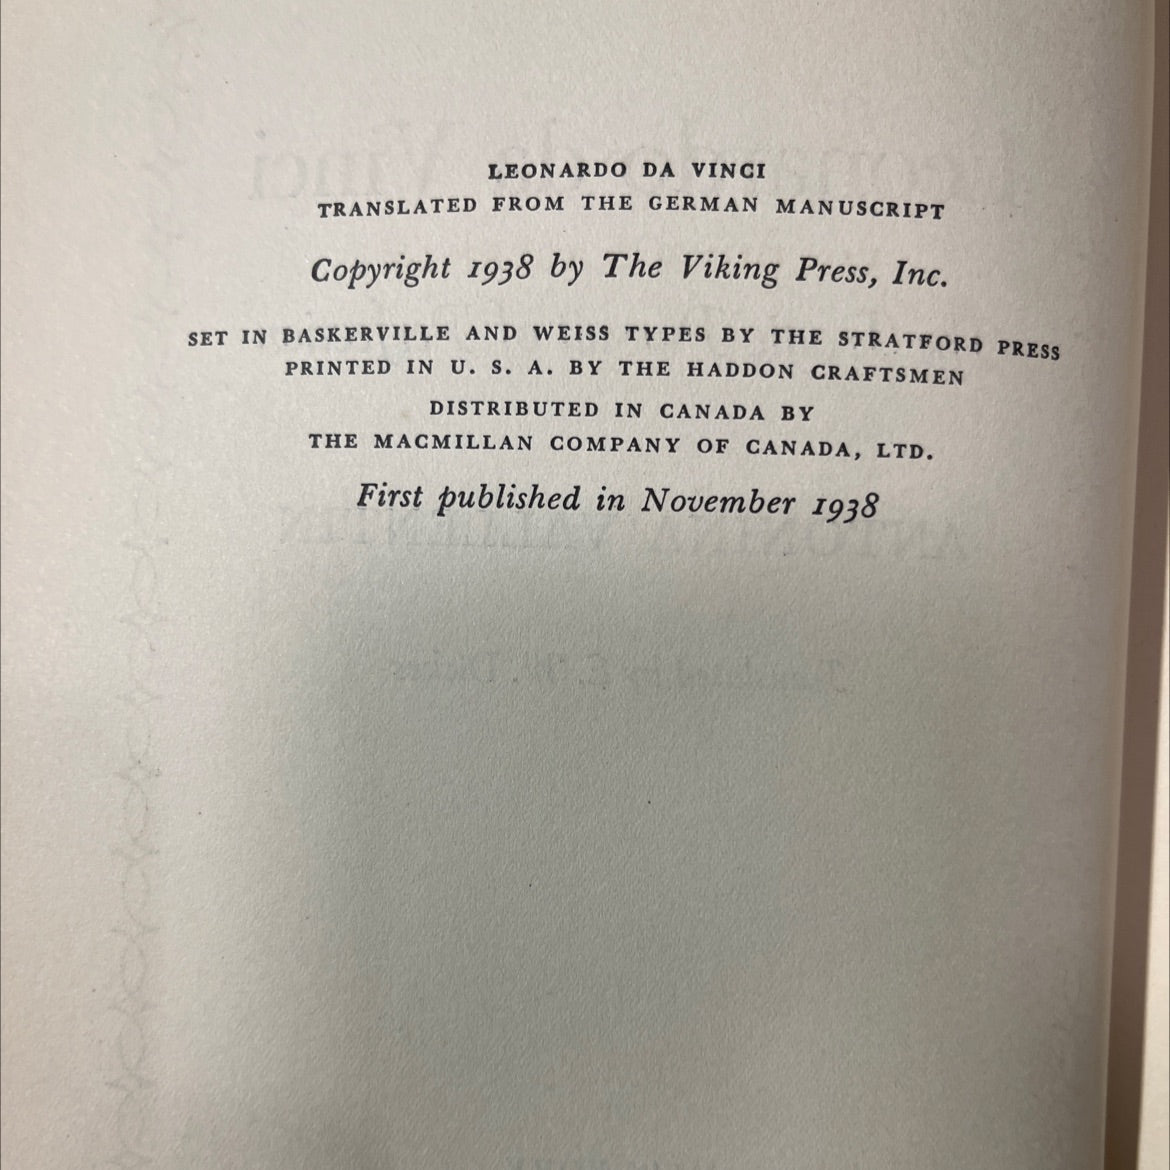 LEONARDO DA VINCI
TRANSLATED FROM THE GERMAN MANUSCRIPT
Copyright 1938 by The Viking Press, Inc.
SET IN BASKERVILLE AND WEISS TYPES BY THE STRATFORD PRESS
PRINTED IN U. S. A. BY THE HADDON CRAFTSMEN
DISTRIBUTED IN CANADA BY
THE MACMILLAN COMPANY OF CANADA, LTD.
First published in November 1938